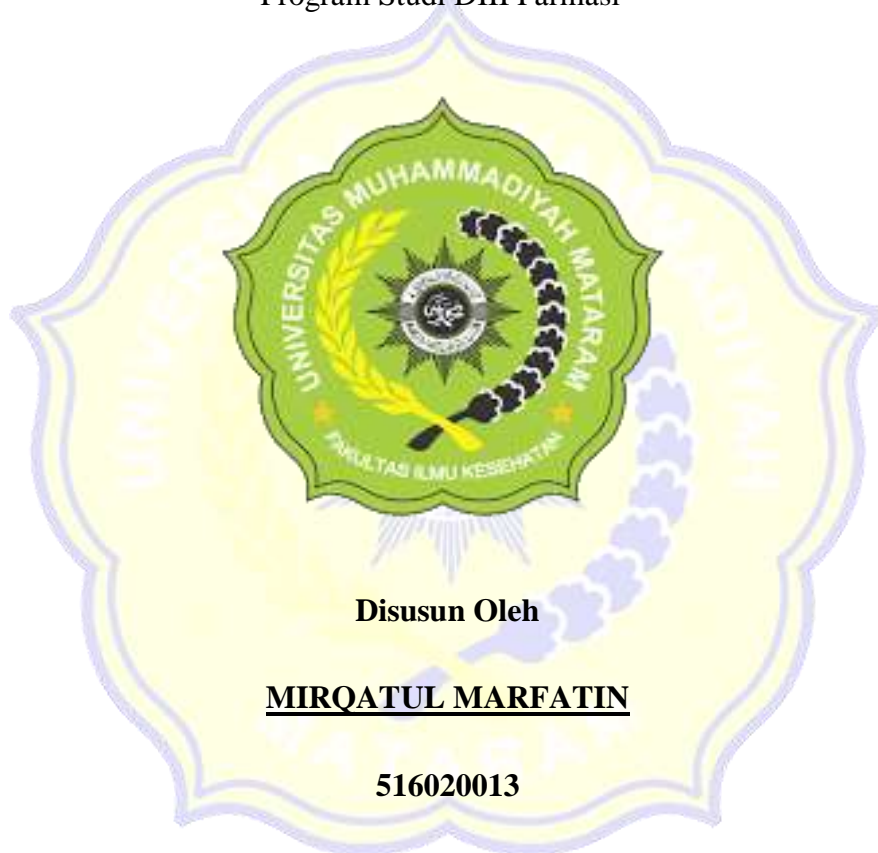 Program Studi DIII Farmasi
UNIVERSITAS MUHAMMADIYAH MATARAM
FAKULTAS ILMU KESEHATAN
Disusun Oleh
MIRQATUL MARFATIN
516020013